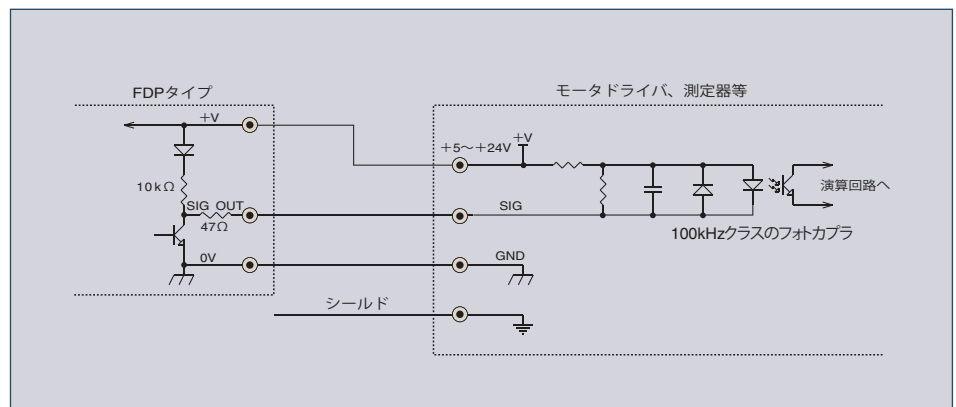 FDPタイプ
モータドライバ、測定器等
+V
+V
+5～+24V
10kΩ
SIG OUT
SIG
演算回路へ
47Ω
100kHzクラスのフォトカプラ
0V
GND
シールド